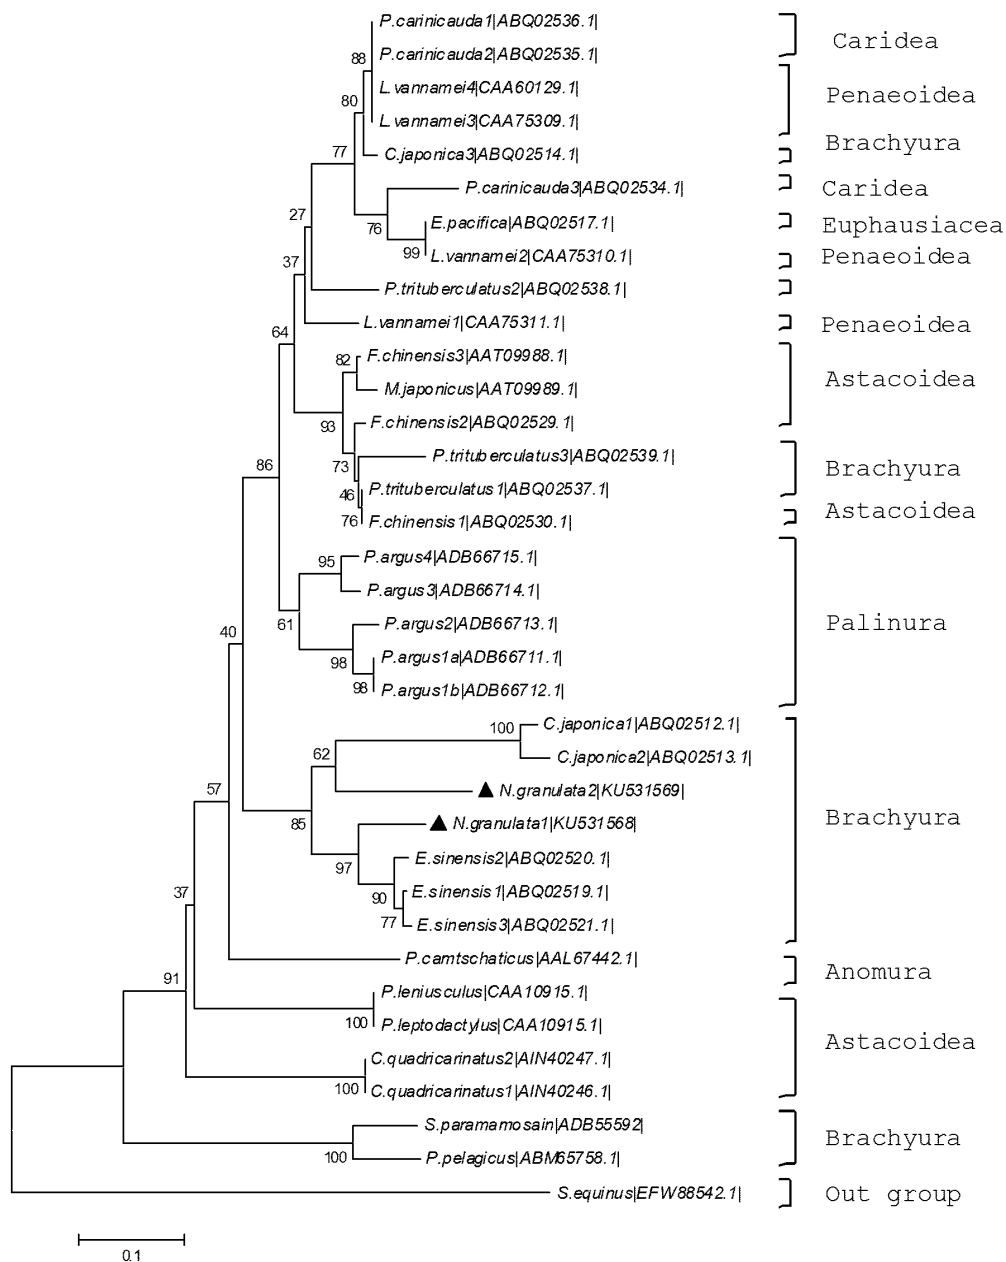 P.carinicauda1|ABQ02536.1|
Caridea
P.carinicauda2|ABQ02535.1|
88
L.vannamei4|CAA60129.1|
Penaeoidea
80
L.vannamei3|CAA75309.1|
Brachyura
77
C.japonica3|ABQ02514.1|
P.carinicauda3|ABQ02534.1|
Caridea
27
76
E.pacifica|ABQ02517.1|
Euphausiacea
99
L.vannamei2|CAA75310.1|
Penaeoidea
37
P.trituberculatus2|ABQ02538.1|
64
L.vannamei1|CAA75311.1|
Penaeoidea
82
F.chinensis3|AAT09988.1|
Astacoidea
M.japonicus|AAT09989.1|
93
F.chinensis2|ABQ02529.1|
73
P.trituberculatus3|ABQ02539.1|
Brachyura
86
46
P.trituberculatus1|ABQ02537.1|
76
F.chinensis1|ABQ02530.1|
Astacoidea
95
P.argus4|ADB66715.1|
P.argus3|ADB66714.1|
61
P.argus2|ADB66713.1|
Palinura
40
98
P.argus1a|ADB66711.1|
98
P.argus1b|ADB66712.1|
100
C.japonica1|ABQ02512.1|
62
C.japonica2|ABQ02513.1|
57
N.granulata2|KU531569|
85
N.granulata1|KU531568|
Brachyura
97
E.sinensis2|ABQ02520.1|
37
90
E.sinensis1|ABQ02519.1|
77
E.sinensis3|ABQ02521.1|
P.camtschaticus|AAL67442.1|
Anomura
91
P.leniusculus|CAA10915.1|
100
P.leptodactylus|CAA10915.1|
Astacoidea
C.quadricarinatus2|AIN40247.1|
100
C.quadricarinatus1|AIN40246.1|
S.paramamosain|ADB55592|
Brachyura
100
P.pelagicus|ABM65758.1|
S.equinus|EFW88542.1|
Out group
0.1